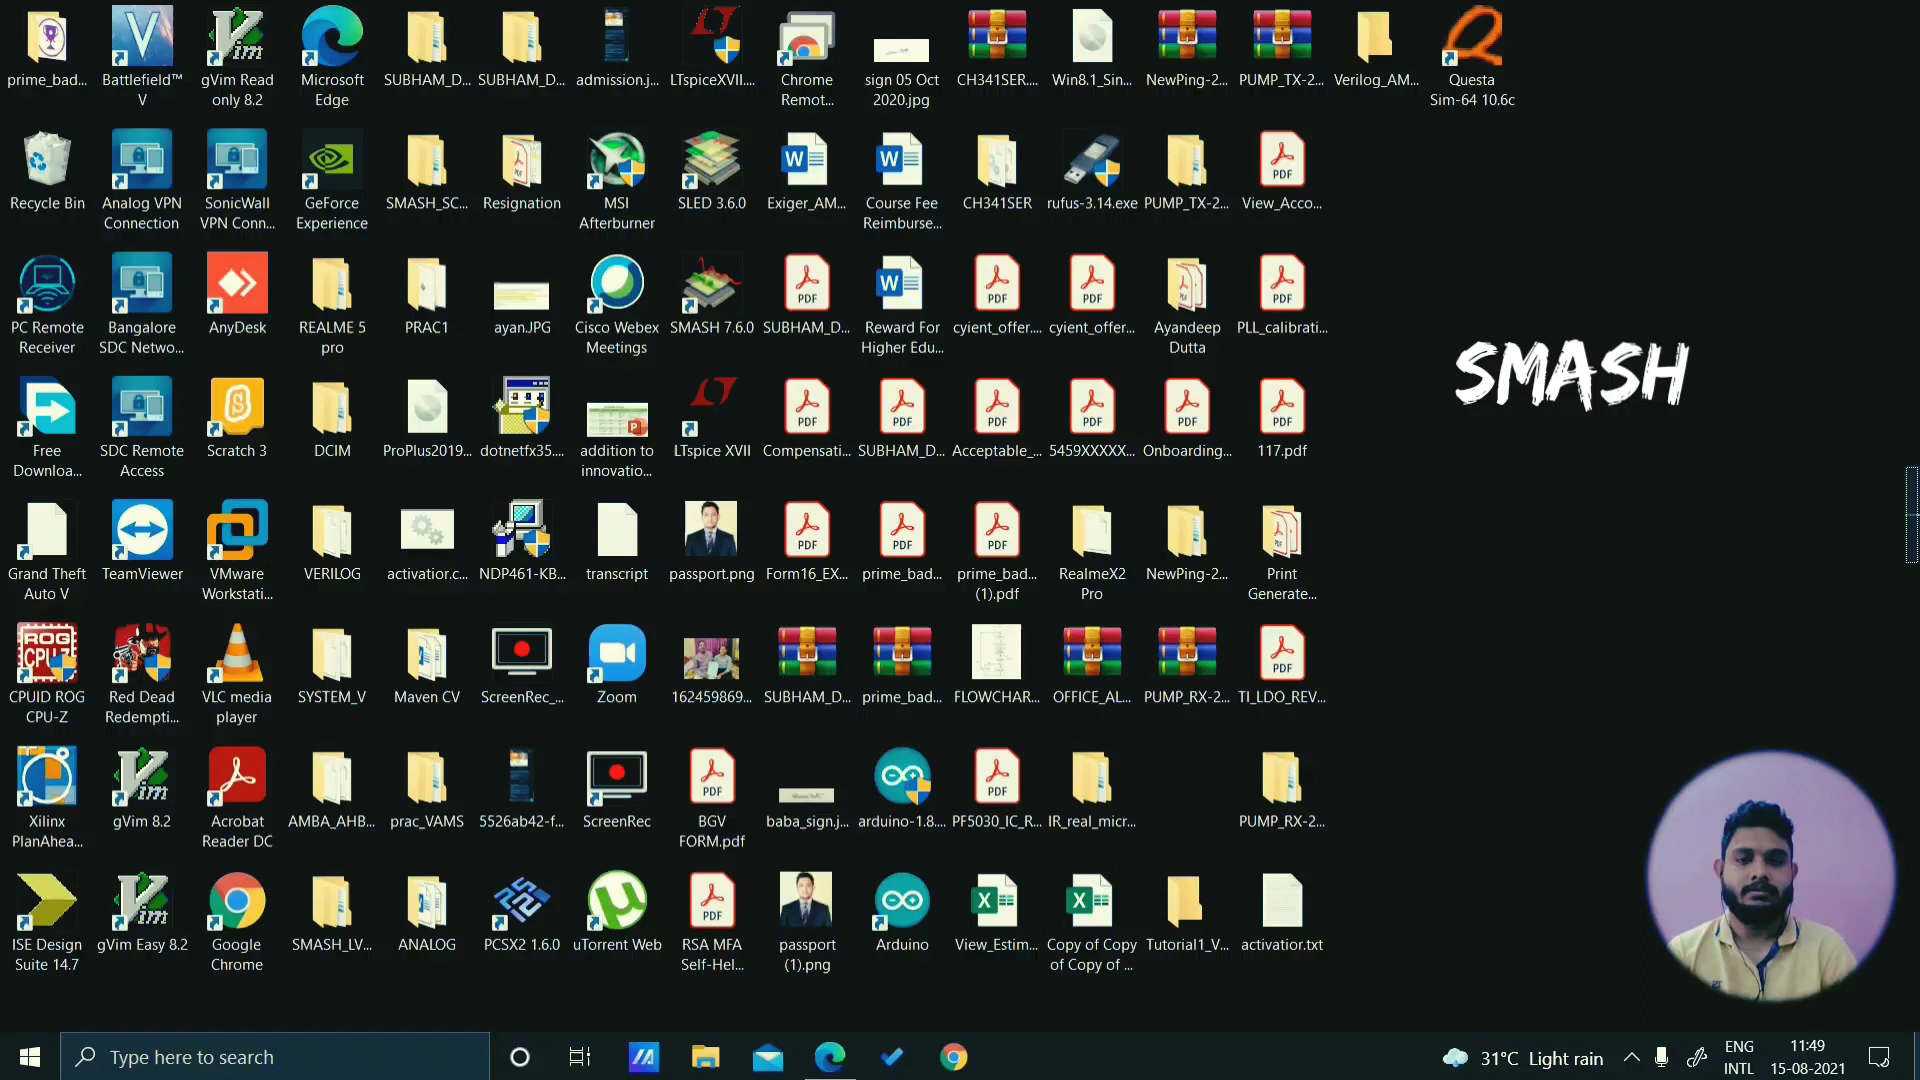 prime_bad...
Battlefield™ V
gVim Read only 8.2
Microsoft Edge
SUBHAM_D...
SUBHAM_D...
admission.j...
LTspiceXVII....
Chrome Remot...
sign 05 Oct 2020.jpg
CH341SER....
Win8.1_Sin...
NewPing-2...
PUMP_TX-2...
Verilog_AM...
Questa Sim-64 10.6c
Recycle Bin
Analog VPN Connection
SonicWall VPN Conn...
GeForce Experience
SMASH_SC...
Resignation
MSI Afterburner
SLED 3.6.0
Exiger_AM...
Course Fee Reimburse...
CH341SER
rufus-3.14.exe
PUMP_TX-2...
View_Acco...
PC Remote Receiver
Bangalore SDC Netwo...
AnyDesk
REALME 5 pro
PRAC1
ayan.JPG
Cisco Webex Meetings
SMASH 7.6.0
SUBHAM_D...
Reward For Higher Edu...
cyient_offer....
cyient_offer...
Ayandeep Dutta
PLL_calibrati...
SMASH
Free Downloa...
SDC Remote Access
Scratch 3
DCIM
ProPlus2019...
dotnetfx35....
addition to innovatio...
LTspice XVII
Compensati...
SUBHAM_D...
Acceptable_...
5459XXXXX...
Onboarding...
117.pdf
Grand Theft Auto V
TeamViewer
VMware Workstati...
VERILOG
activatior.c...
NDP461-KB...
transcript
passport.png
Form16_EX...
prime_bad...
prime_bad... (1).pdf
RealmeX2 Pro
NewPing-2...
Print Generate...
ROG CPU-Z
CPUID ROG CPU-Z
Red Dead Redempti...
VLC media player
SYSTEM_V
Maven CV
ScreenRec_...
Zoom
162459869...
SUBHAM_D...
prime_bad...
FLOWCHAR...
OFFICE_AL...
PUMP_RX-2...
TI_LDO_REV...
Xilinx PlanAhea...
gVim 8.2
Acrobat Reader DC
AMBA_AHB...
prac_VAMS
5526ab42-f...
ScreenRec
BGV FORM.pdf
baba_sign.j...
arduino-1.8....
PF5030_IC_R...
IR_real_micr...
PUMP_RX-2...
ISE Design Suite 14.7
gVim Easy 8.2
Google Chrome
SMASH_LV...
ANALOG
PCSX2 1.6.0
uTorrent Web
RSA MFA Self-Hel...
passport (1).png
Arduino
View_Estim...
Copy of Copy of Copy of ...
Tutorial1_V...
activatior.txt
Type here to search
31°C Light rain
ENG INTL
11:49
15-08-2021